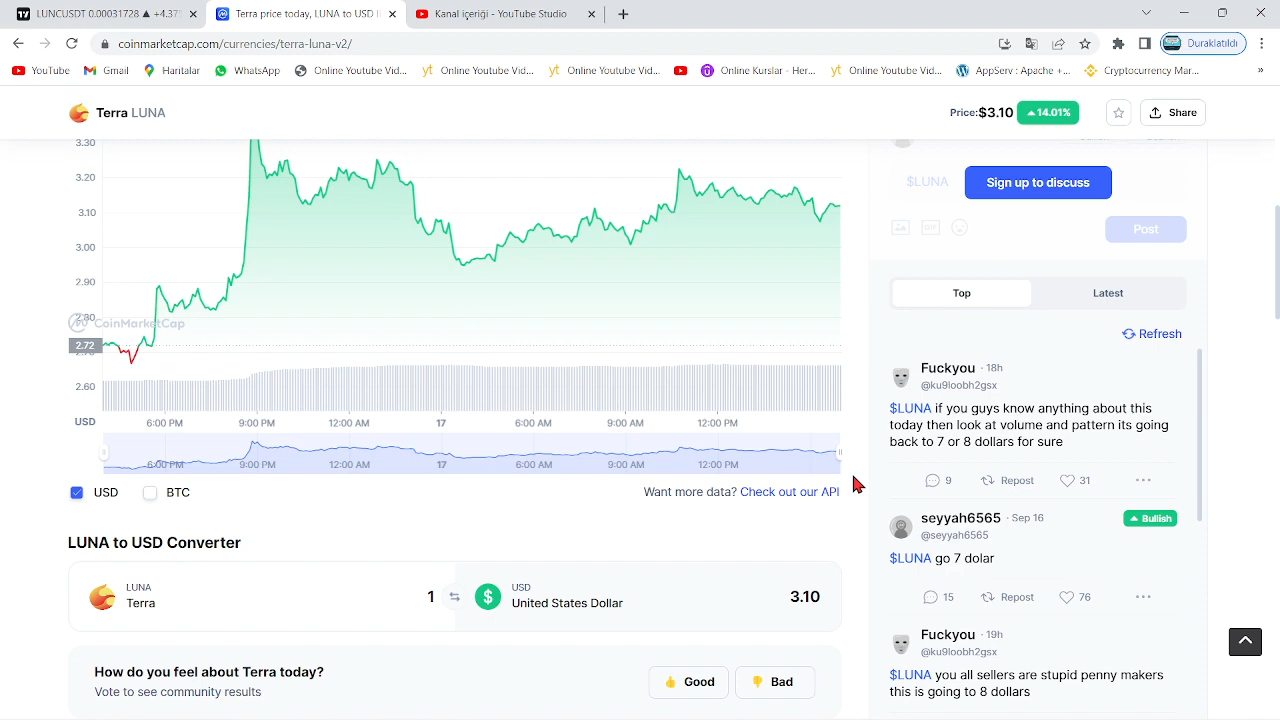 LUNCUSDT 0.00031728 ▲ +4.37%
Terra price today, LUNA to USD l
Kanal içeriği - YouTube Studio
coinmarketcap.com/currencies/terra-luna-v2/
Duraklatıldı
YouTube
Gmail
Haritalar
WhatsApp
Online Youtube Vid...
Online Youtube Vid...
Online Youtube Vid...
Online Kurslar - Her...
Online Youtube Vid...
AppServ : Apache +...
Cryptocurrency Mar...
»
Terra LUNA
Price:$3.10
14.01%
Share
3.30
3.20
3.10
3.00
2.90
2.80
2.72
2.60
CoinMarketCap
USD
6:00 PM 9:00 PM 12:00 AM 17 6:00 AM 9:00 AM 12:00 PM
6:00 PM 9:00 PM 12:00 AM 17 6:00 AM 9:00 AM 12:00 PM
USD
BTC
Want more data? Check out our API
LUNA to USD Converter
LUNA
Terra
1
USD
United States Dollar
3.10
How do you feel about Terra today?
Vote to see community results
Good
Bad
$LUNA
Sign up to discuss
GIF
Post
Top
Latest
Refresh
Fuckyou · 18h
@ku9loobh2gsx
$LUNA if you guys know anything about this
today then look at volume and pattern its going
back to 7 or 8 dollars for sure
9
Repost
31
seyyah6565 · Sep 16
Bullish
@seyyah6565
$LUNA go 7 dolar
15
Repost
76
Fuckyou · 19h
@ku9loobh2gsx
$LUNA you all sellers are stupid penny makers
this is going to 8 dollars